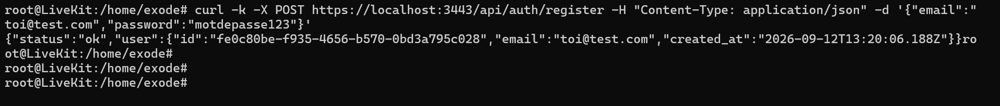 root@LiveKit:/home/exode# curl -k -X POST https://localhost:3443/api/auth/register -H "Content-Type: application/json" -d '{"email":"
toi@test.com","password":"motdepasse123"}'
{"status":"ok","user":{"id":"fe0c80be-f935-4656-b570-0bd3a795c028","email":"toi@test.com","created_at":"2026-09-12T13:20:06.188Z"}}ro
ot@LiveKit:/home/exode#
root@LiveKit:/home/exode#
root@LiveKit:/home/exode#